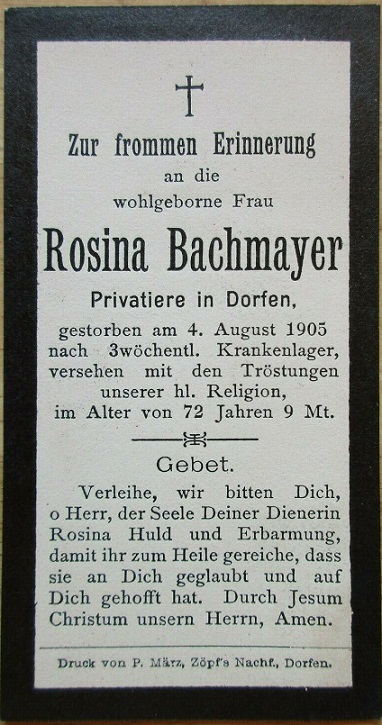 Zur frommen Erinnerung
an die
wohlgeborne Frau
Rosina Bachmayer
Privatiere in Dorfen,
gestorben am 4. August 1905
nach 3wöchentl. Krankenlager,
versehen mit den Tröstungen
unserer hl. Religion,
im Alter von 72 Jahren 9 Mt.
Gebet.
Verleihe, wir bitten Dich,
o Herr, der Seele Deiner Dienerin
Rosina Huld und Erbarmung,
damit ihr zum Heile gereiche, dass
sie an Dich geglaubt und auf
Dich gehofft hat. Durch Jesum
Christum unsern Herrn, Amen.
Druck von P. März, Zöpf's Nachf., Dorfen.